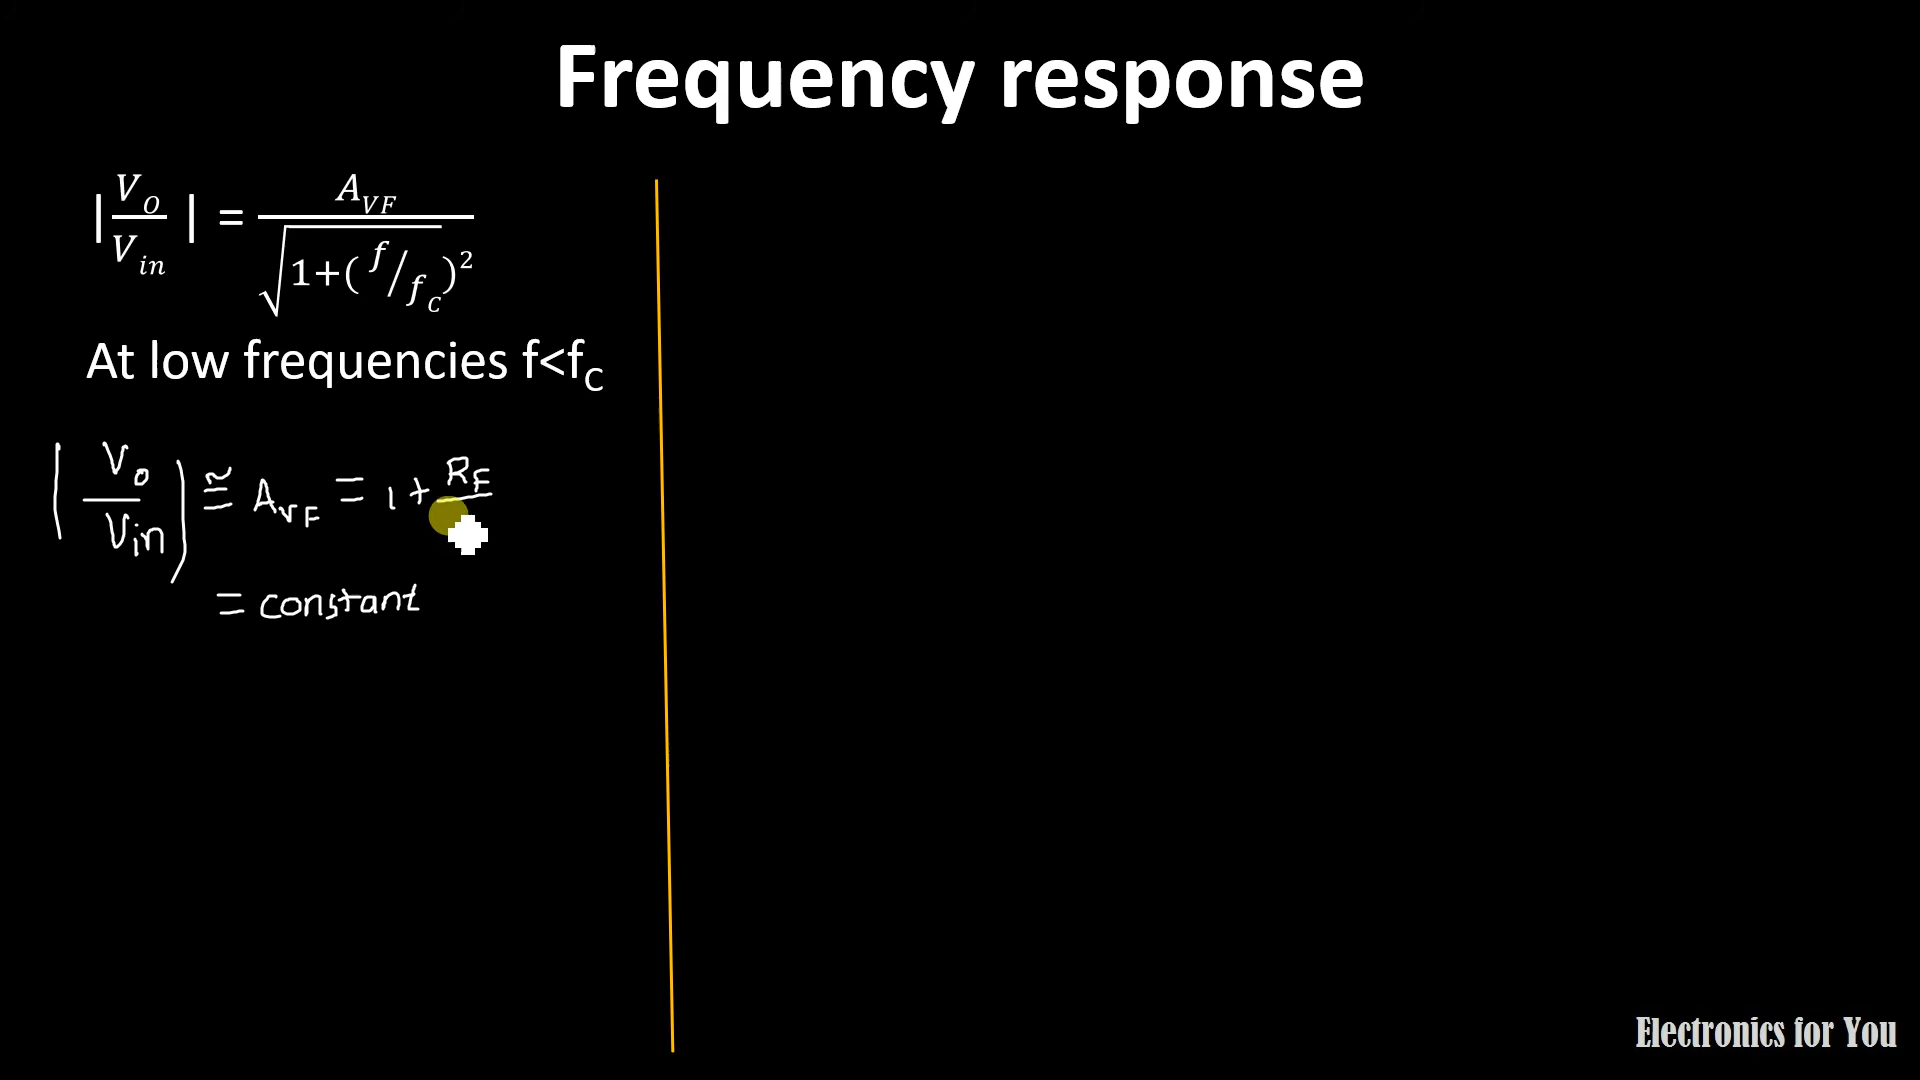 Frequency response
|V_O/V_in| = A_VF/√1+(f/f_C)²
At low frequencies f<f_C
|V_o/V_in| ≅ A_VF = 1+R_F/
= constant
Electronics for You